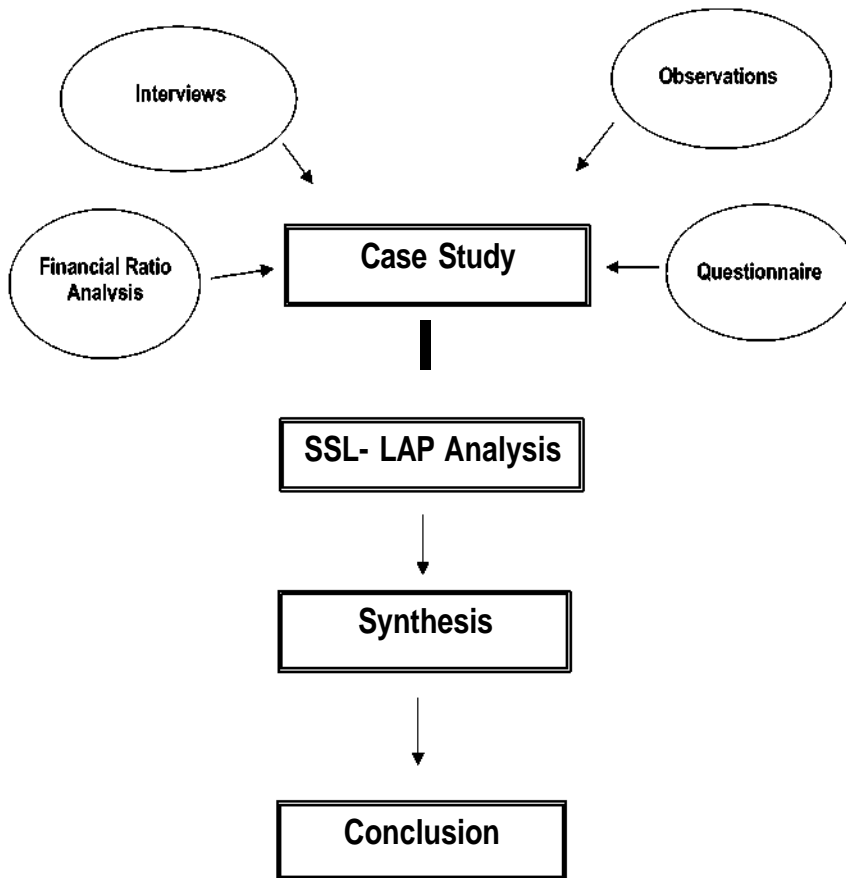 Interviews
Observations
Case Study
Financial Ratio
Analysis
Questionnaire
SSL- LAP Analysis
Synthesis
Conclusion